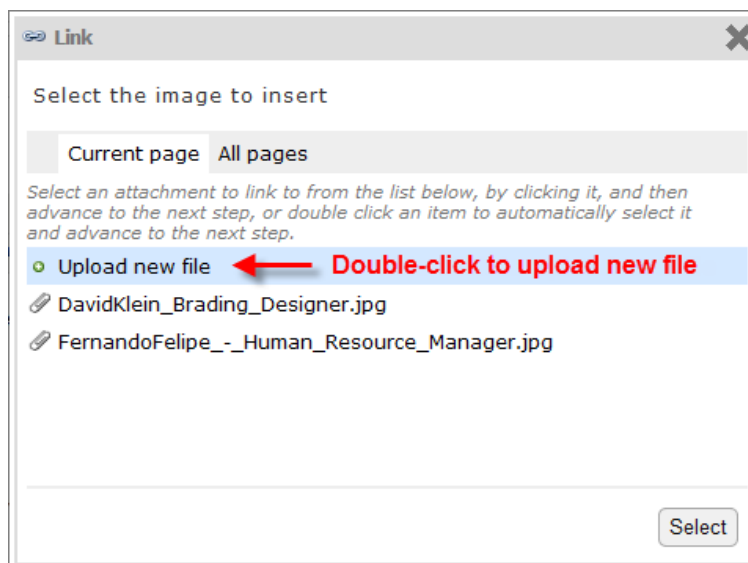 Link
Select the image to insert
Current page All pages
Select an attachment to link to from the list below, by clicking it, and then
advance to the next step, or double click an item to automatically select it
and advance to the next step.
Upload new file Double-click to upload new file
DavidKlein_Brading_Designer.jpg
FernandoFelipe_-_Human_Resource_Manager.jpg
Select